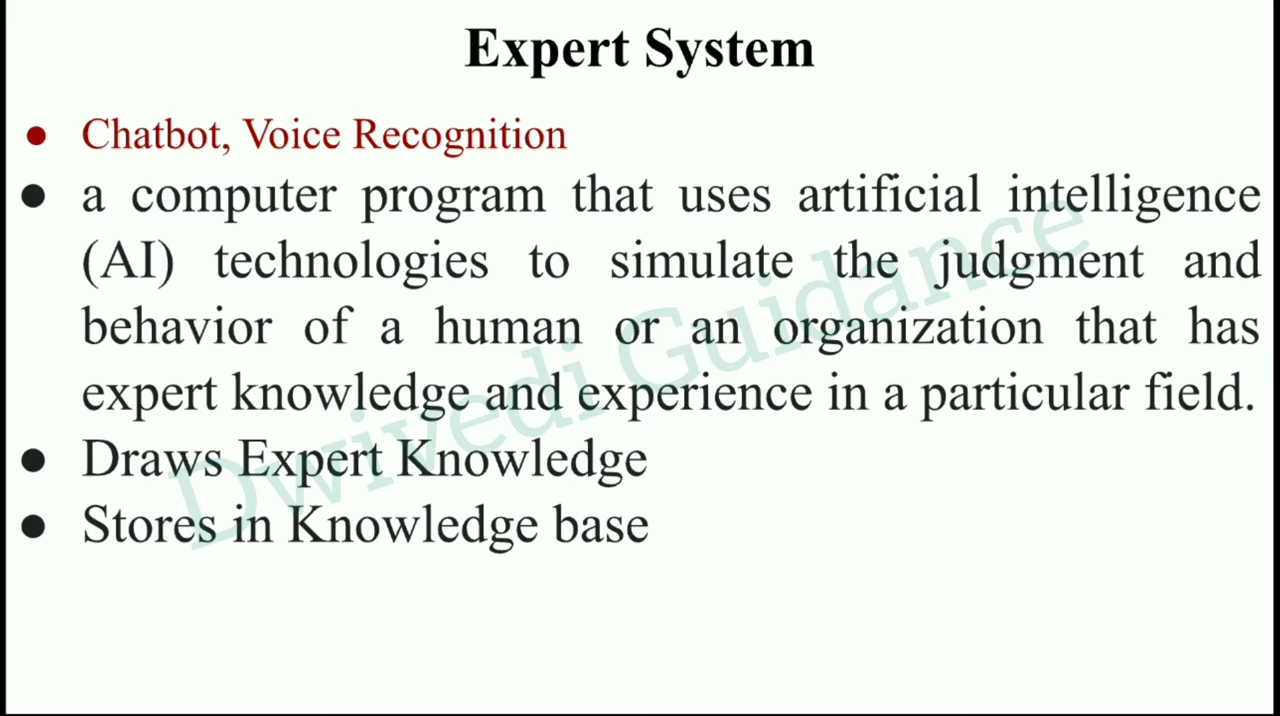 Expert System
● Chatbot, Voice Recognition
● a computer program that uses artificial intelligence
(AI) technologies to simulate the judgment and
behavior of a human or an organization that has
expert knowledge and experience in a particular field.
● Draws Expert Knowledge
● Stores in Knowledge base
Dwivedi Guidance